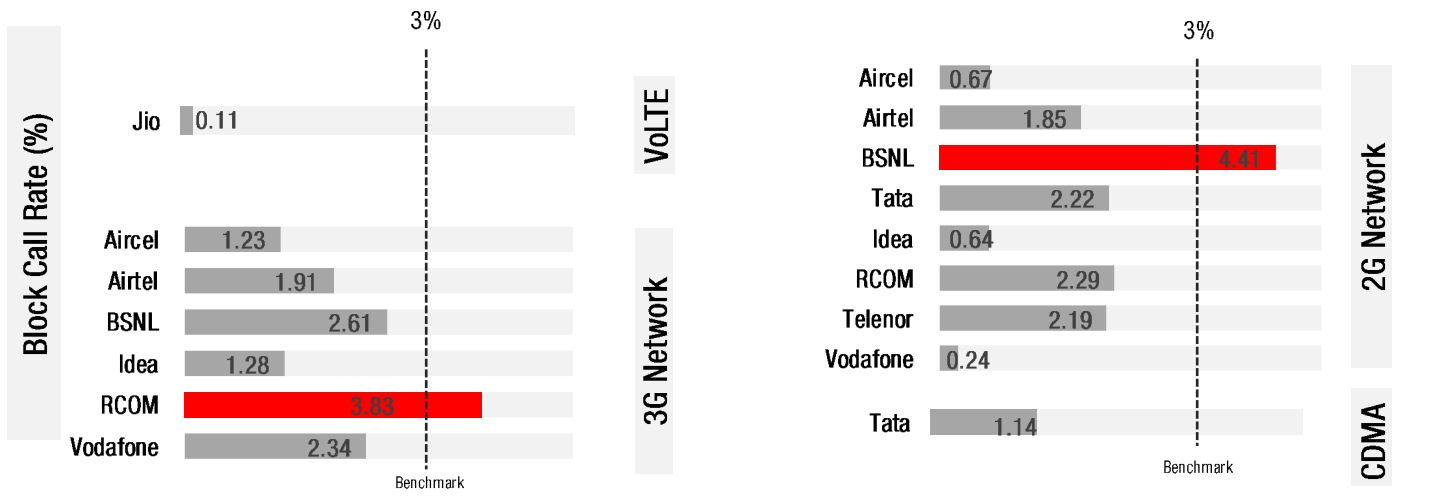 Block Call Rate (%)
3%
Jio 0.11
VoLTE
Aircel 1.23
Airtel 1.91
BSNL 2.61
Idea 1.28
RCOM 3.83
Vodafone 2.34
3G Network
Benchmark
3%
Aircel 0.67
Airtel 1.85
BSNL 4.41
Tata 2.22
Idea 0.64
RCOM 2.29
Telenor 2.19
Vodafone 0.24
2G Network
Tata 1.14
CDMA
Benchmark